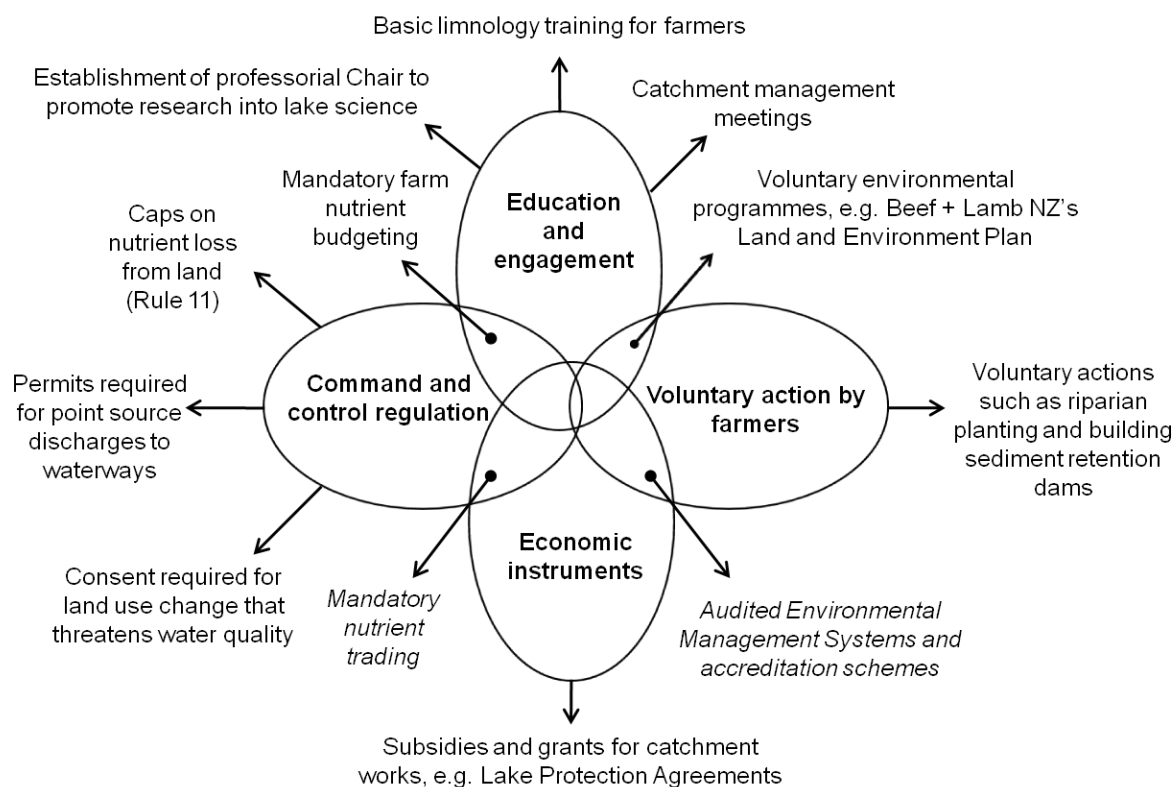 Basic limnology training for farmers
Establishment of professorial Chair to
promote research into lake science
Catchment management
meetings
Mandatory farm
nutrient
budgeting
Education
and
engagement
Voluntary environmental
programmes, e.g. Beef + Lamb NZ's
Land and Environment Plan
Caps on
nutrient loss
from land
(Rule 11)
Permits required
for point source
discharges to
waterways
Command and
control regulation
Voluntary action by
farmers
Voluntary actions
such as riparian
planting and building
sediment retention
dams
Consent required for
land use change that
threatens water quality
Mandatory
nutrient
trading
Economic
instruments
Audited Environmental
Management Systems and
accreditation schemes
Subsidies and grants for catchment
works, e.g. Lake Protection Agreements